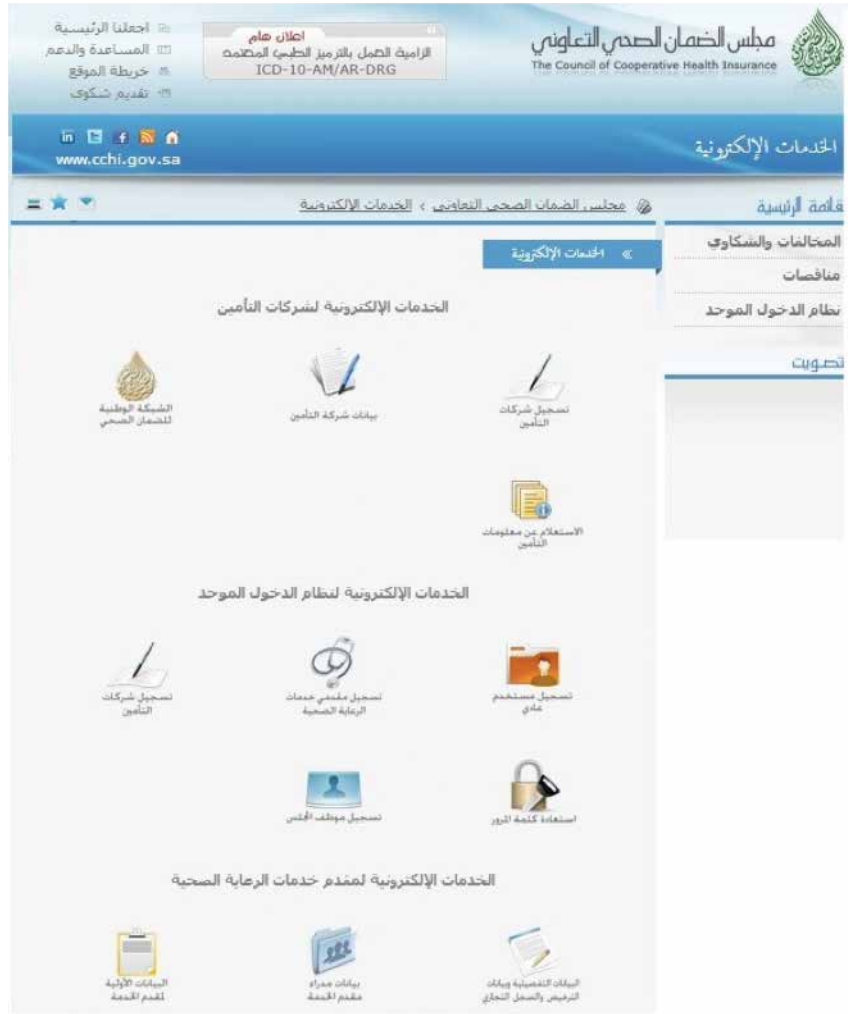 مجلس الضمان الصحي التعاوني
The Council of Cooperative Health Insurance
اعلان هام
الزامية العمل بالترميز الطبي المعتمد
ICD-10-AM/AR-DRG
اجعلنا الرئيسية
المساعدة والدعم
خريطة الموقع
تقديم شكوى
الخدمات الإلكترونية
www.cchi.gov.sa
قائمة الرئيسية
المخالفات والشكاوي
مناقصات
نظام الدخول الموحد
تصويت
مجلس الضمان الصحي التعاوني › الخدمات الإلكترونية
الخدمات الإلكترونية »
الخدمات الإلكترونية لشركات التأمين
تسجيل شركات
التأمين
بيانات شركة التأمين
الشبكة الوطنية
للضمان الصحي
الاستعلام عن معلومات
التأمين
الخدمات الإلكترونية لنظام الدخول الموحد
تسجيل مستخدم
عادي
تسجيل مقدمي خدمات
الرعاية الصحية
تسجيل شركات
التأمين
استعادة كلمة المرور
تسجيل موظف المجلس
الخدمات الإلكترونية لمقدم خدمات الرعاية الصحية
البيانات التفصيلية وبيانات
الترخيص والسجل التجاري
بيانات مدراء
مقدم الخدمة
البيانات الأولية
لمقدم الخدمة